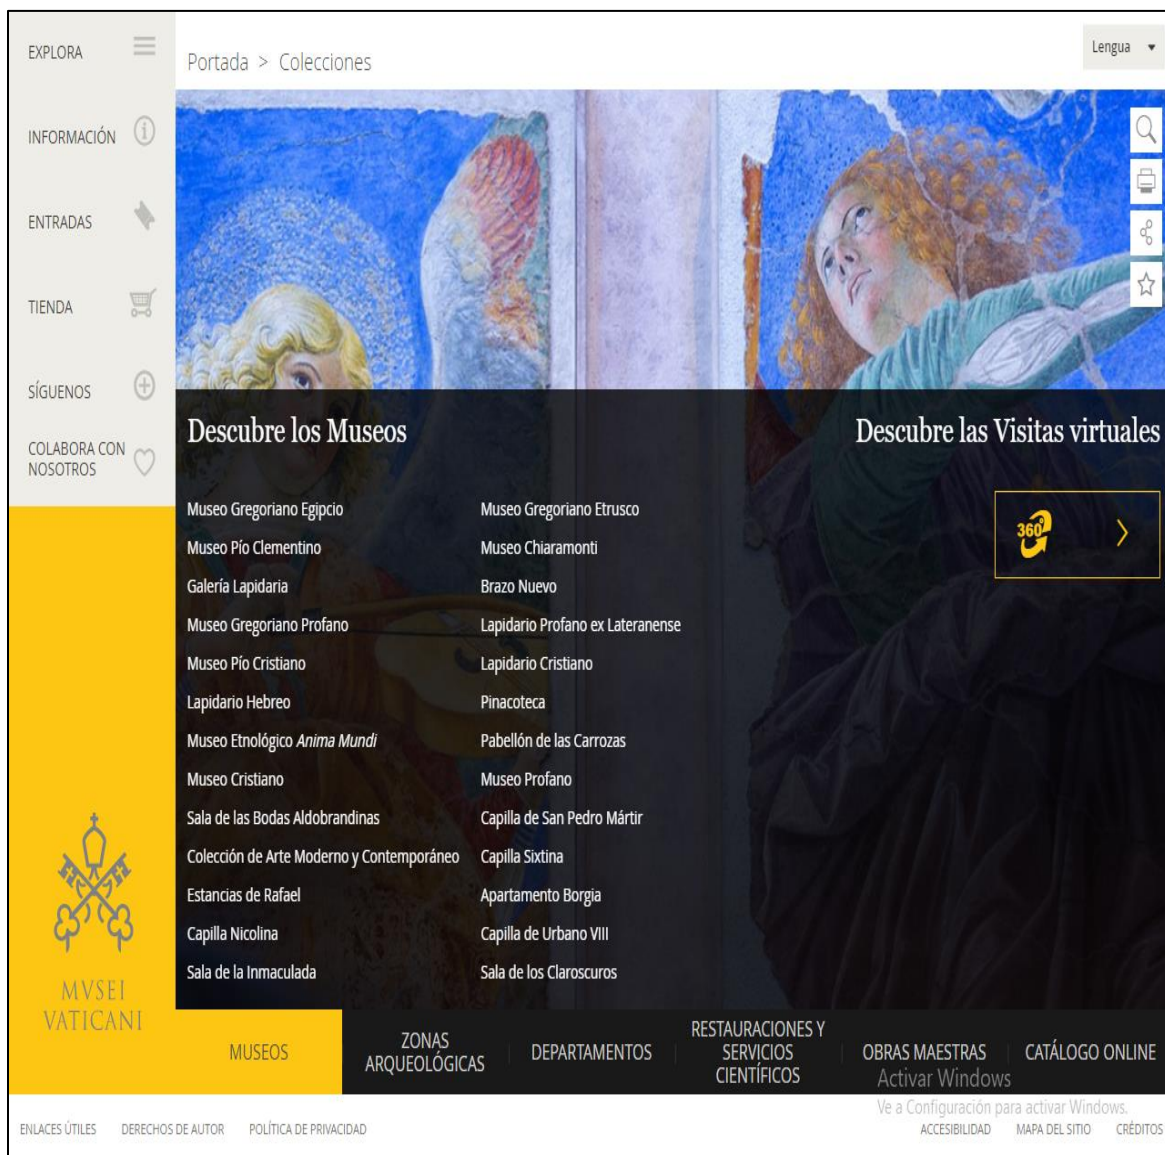 EXPLORA
INFORMACIÓN
ENTRADAS
TIENDA
SÍGUENOS
COLABORA CON
NOSOTROS
MVSEI
VATICANI
Portada > Colecciones
Lengua
Descubre los Museos
Museo Gregoriano Egipcio
Museo Pío Clementino
Galería Lapidaria
Museo Gregoriano Profano
Museo Pío Cristiano
Lapidario Hebreo
Museo Etnológico Anima Mundi
Museo Cristiano
Sala de las Bodas Aldobrandinas
Colección de Arte Moderno y Contemporáneo
Estancias de Rafael
Capilla Nicolina
Sala de la Inmaculada
Museo Gregoriano Etrusco
Museo Chiaramonti
Brazo Nuevo
Lapidario Profano ex Lateranense
Lapidario Cristiano
Pinacoteca
Pabellón de las Carrozas
Museo Profano
Capilla de San Pedro Mártir
Capilla Sixtina
Apartamento Borgia
Capilla de Urbano VIII
Sala de los Claroscuros
Descubre las Visitas virtuales
360°
MUSEOS
ZONAS
ARQUEOLÓGICAS
DEPARTAMENTOS
RESTAURACIONES Y
SERVICIOS
CIENTÍFICOS
OBRAS MAESTRAS
CATÁLOGO ONLINE
Activar Windows
Ve a Configuración para activar Windows.
ENLACES ÚTILES
DERECHOS DE AUTOR
POLÍTICA DE PRIVACIDAD
ACCESIBILIDAD
MAPA DEL SITIO
CRÉDITOS